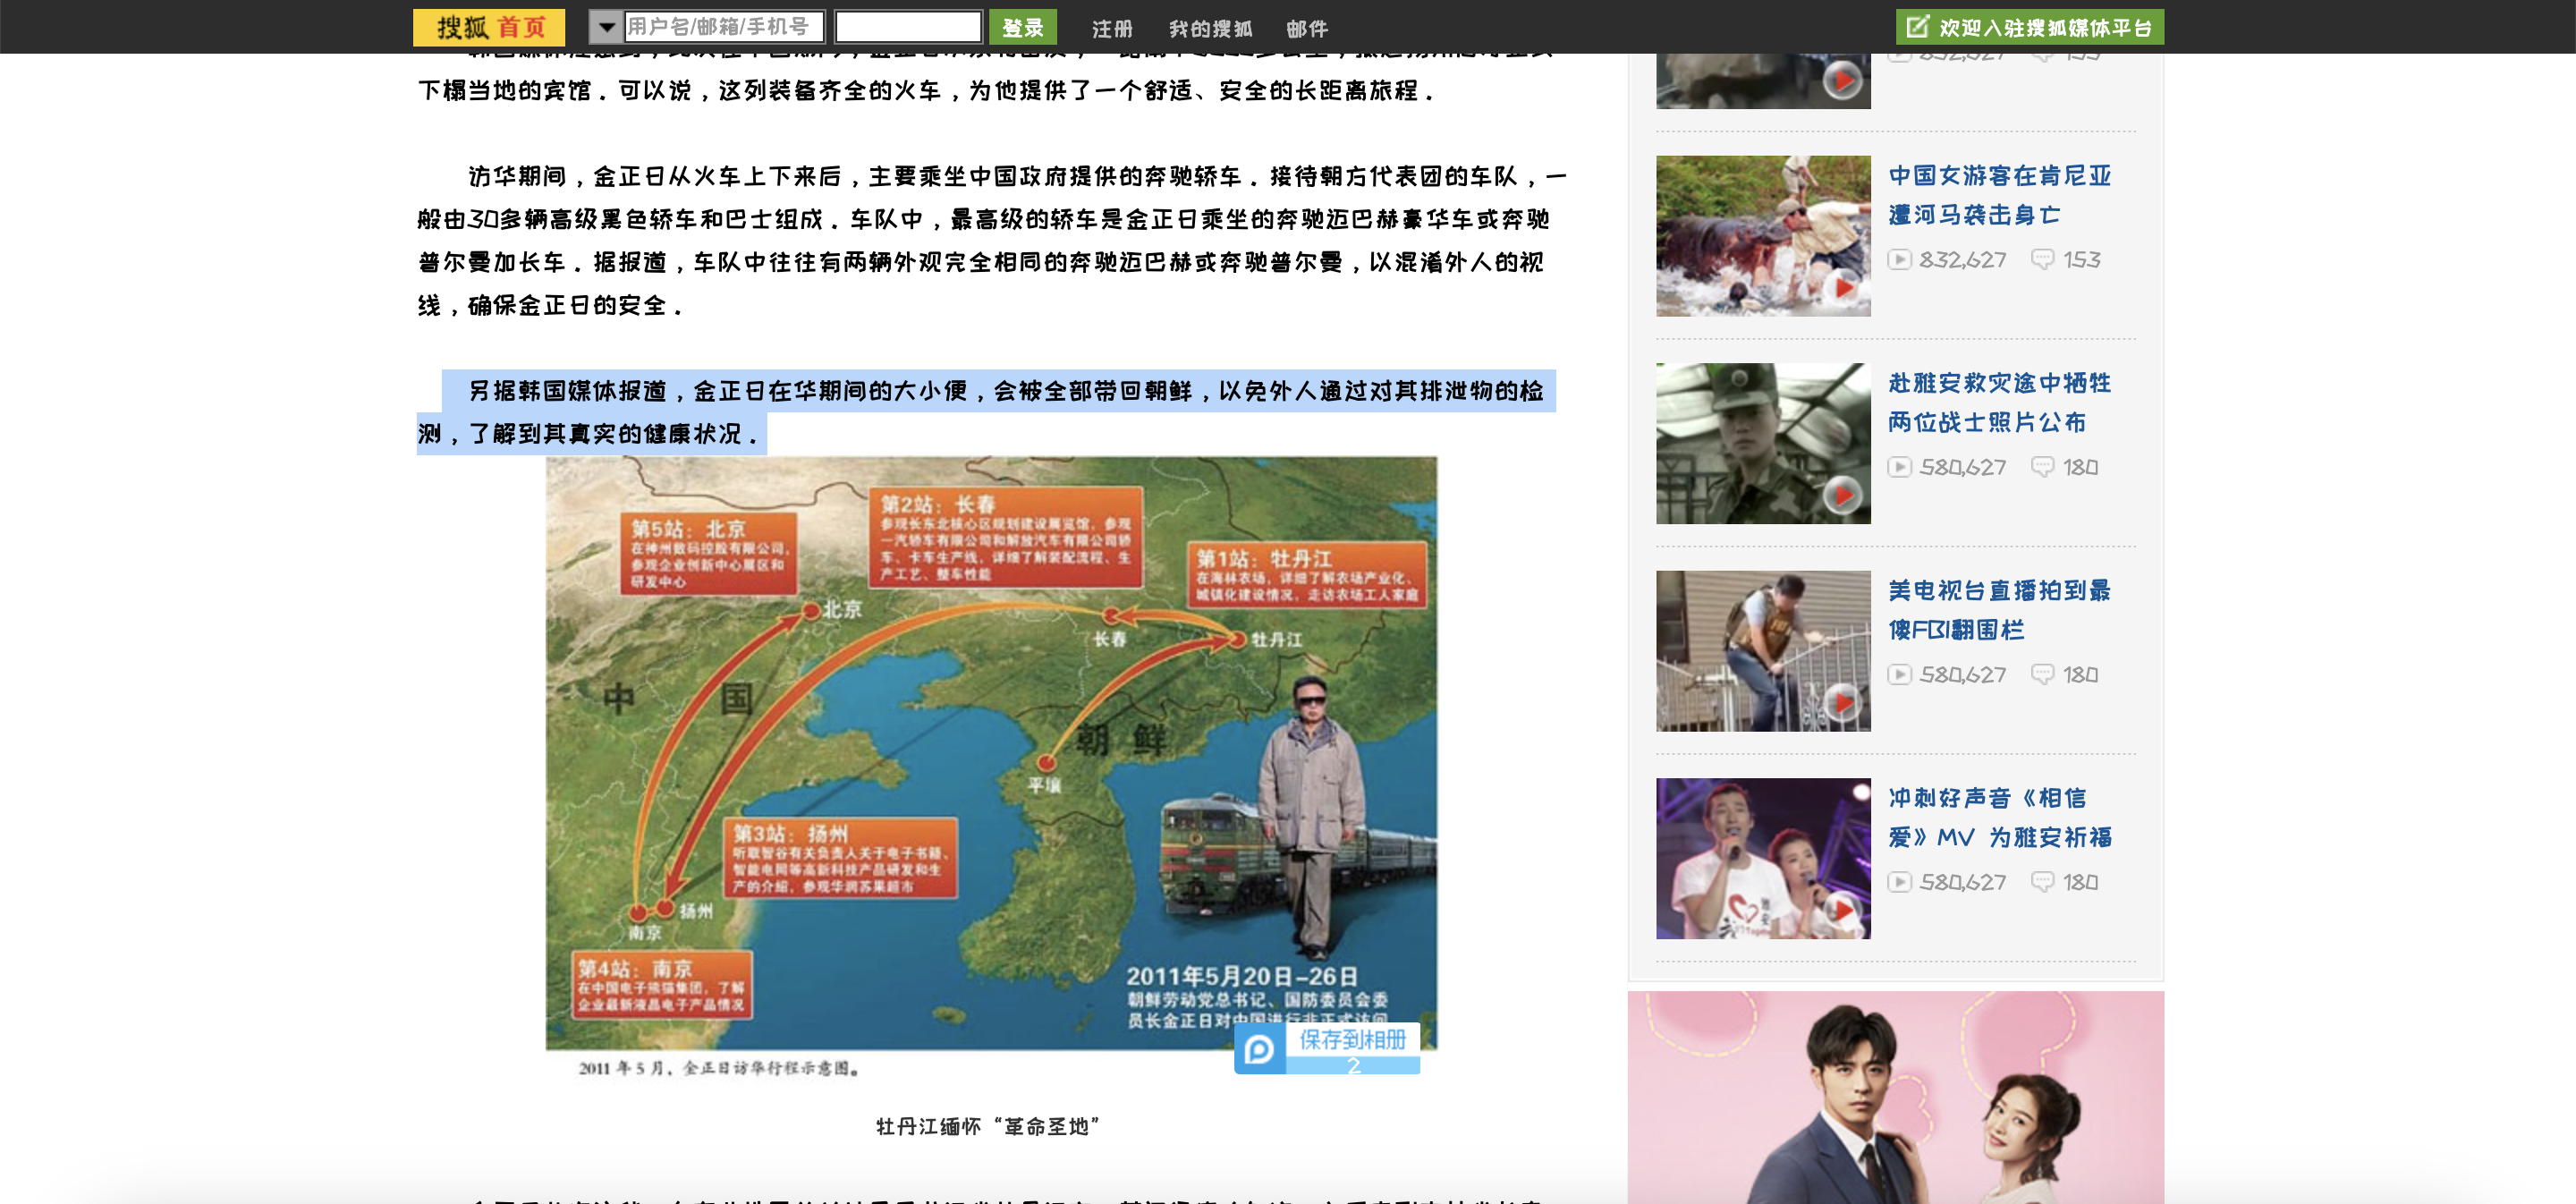 搜狐 首页
用户名/邮箱/手机号
登录
注册
我的搜狐
邮件
欢迎入驻搜狐媒体平台
下榻当地的宾馆．可以说，这列装备齐全的火车，为他提供了一个舒适、安全的长距离旅程．
访华期间，金正日从火车上下来后，主要乘坐中国政府提供的奔驰轿车．接待朝方代表团的车队，一
般由30多辆高级黑色轿车和巴士组成．车队中，最高级的轿车是金正日乘坐的奔驰迈巴赫豪华车或奔驰
普尔曼加长车．据报道，车队中往往有两辆外观完全相同的奔驰迈巴赫或奔驰普尔曼，以混淆外人的视
线，确保金正日的安全．
另据韩国媒体报道，金正日在华期间的大小便，会被全部带回朝鲜，以免外人通过对其排泄物的检
测，了解到其真实的健康状况．
第5站：北京
在神州数码控股有限公司，
参观企业创新中心展区和
研发中心
第2站：长春
参观长东北核心区规划建设展览馆，参观
一汽轿车有限公司和解放汽车有限公司轿
车、卡车生产线，详细了解装配流程、生
产工艺、整车性能
第1站：牡丹江
在海林农场，详细了解农场产业化、
城镇化建设情况，走访农场工人家庭
北京
长春
牡丹江
中 国
朝 鲜
平壤
第3站：扬州
听取智谷有关负责人关于电子书籍、
智能电网等高新科技产品研发和生
产的介绍，参观华润苏果超市
扬州
南京
第4站：南京
在中国电子熊猫集团，了解
企业最新液晶电子产品情况
2011年5月20日-26日
朝鲜劳动党总书记、国防委员会委
员长金正日对中国进行非正式访问
保存到相册
2
2011 年 5 月，金正日访华行程示意图。
牡丹江缅怀“革命圣地”
832,627 153
中国女游客在肯尼亚
遭河马袭击身亡
832,627 153
赴雅安救灾途中牺牲
两位战士照片公布
580,627 180
美电视台直播拍到最
傻FBI翻围栏
580,627 180
冲刺好声音《相信
爱》MV 为雅安祈福
580,627 180